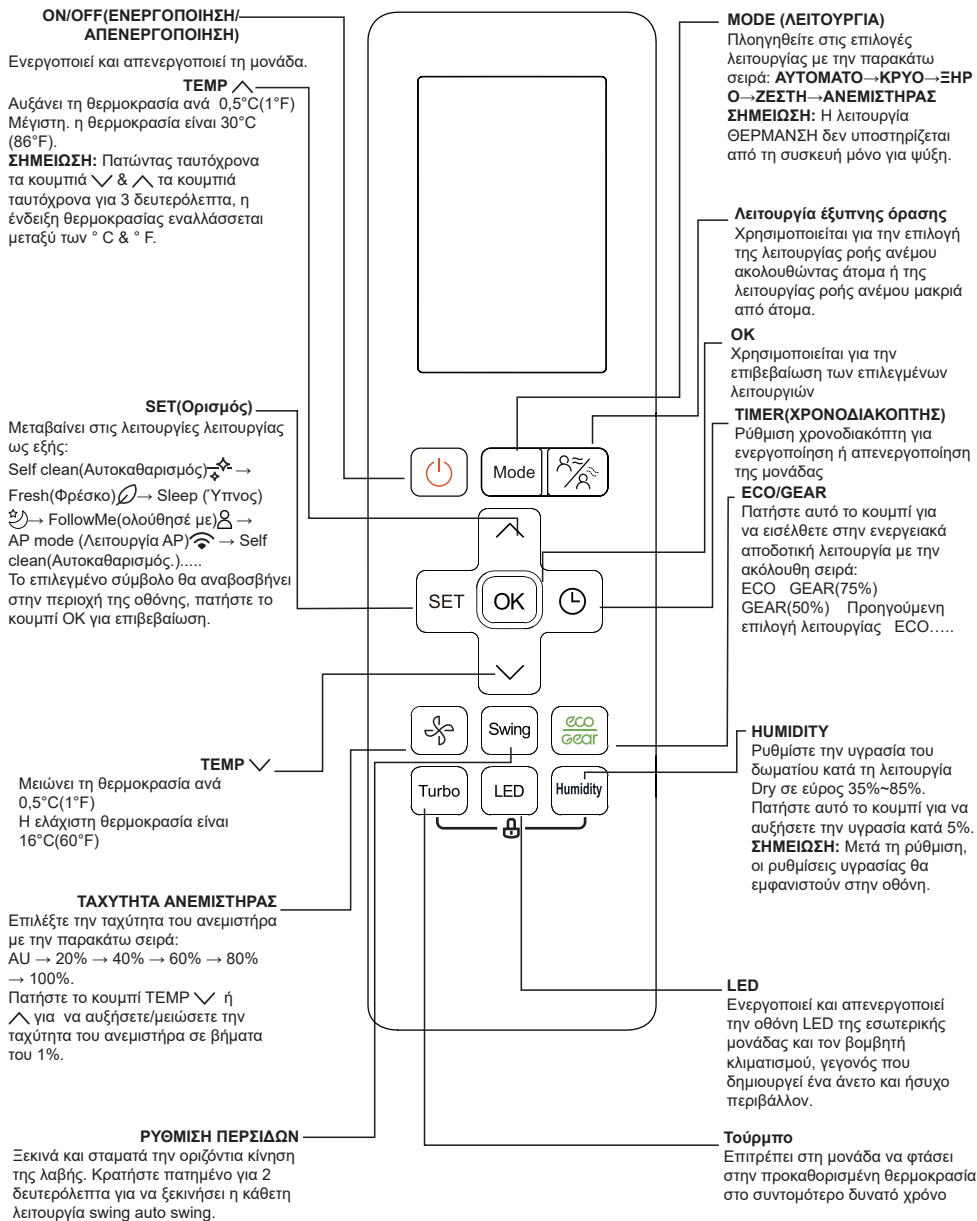 ON/OFF(ΕΝΕΡΓΟΠΟΙΗΣΗ/
ΑΠΕΝΕΡΓΟΠΟΙΗΣΗ)
Ενεργοποιεί και απενεργοποιεί τη μονάδα.
TEMP
Αυξάνει τη θερμοκρασία ανά 0,5°C(1°F)
Μέγιστη. η θερμοκρασία είναι 30°C
(86°F).
ΣΗΜΕΙΩΣΗ: Πατώντας ταυτόχρονα
τα κουμπιά & τα κουμπιά
ταυτόχρονα για 3 δευτερόλεπτα, η
ένδειξη θερμοκρασίας εναλλάσσεται
μεταξύ των ° C & ° F.
SET(Ορισμός)
Μεταβαίνει στις λειτουργίες λειτουργίας
ως εξής:
Self clean(Αυτοκαθαρισμός) →
Fresh(Φρέσκο) → Sleep (Ύπνος)
→ FollowMe(ολούθησέ με) →
AP mode (Λειτουργία AP) → Self
clean(Αυτοκαθαρισμός.).....
Το επιλεγμένο σύμβολο θα αναβοσβήνει
στην περιοχή της οθόνης, πατήστε το
κουμπί OK για επιβεβαίωση.
TEMP
Μειώνει τη θερμοκρασία ανά
0,5°C(1°F)
Η ελάχιστη θερμοκρασία είναι
16°C(60°F)
ΤΑΧΥΤΗΤΑ ΑΝΕΜΙΣΤΗΡΑΣ
Επιλέξτε την ταχύτητα του ανεμιστήρα
με την παρακάτω σειρά:
AU → 20% → 40% → 60% → 80%
→ 100%.
Πατήστε το κουμπί TEMP ή
για να αυξήσετε/μειώσετε την
ταχύτητα του ανεμιστήρα σε βήματα
του 1%.
ΡΥΘΜΙΣΗ ΠΕΡΣΙΔΩΝ
Ξεκινά και σταματά την οριζόντια κίνηση
της λαβής. Κρατήστε πατημένο για 2
δευτερόλεπτα για να ξεκινήσει η κάθετη
λειτουργία swing auto swing.
Mode
SET
OK
Swing
eco
Gear
Turbo
LED
Humidity
MODE (ΛΕΙΤΟΥΡΓΙΑ)
Πλοηγηθείτε στις επιλογές
λειτουργίας με την παρακάτω
σειρά: ΑΥΤΟΜΑΤΟ→ΚΡΥΟ→ΞΗΡ
Ο→ΖΕΣΤΗ→ΑΝΕΜΙΣΤΗΡΑΣ
ΣΗΜΕΙΩΣΗ: Η λειτουργία
ΘΕΡΜΑΝΣΗ δεν υποστηρίζεται
από τη συσκευή μόνο για ψύξη.
Λειτουργία έξυπνης όρασης
Χρησιμοποιείται για την επιλογή
της λειτουργίας ροής ανέμου
ακολουθώντας άτομα ή της
λειτουργίας ροής ανέμου μακριά
από άτομα.
OK
Χρησιμοποιείται για την
επιβεβαίωση των επιλεγμένων
λειτουργιών
TIMER(ΧΡΟΝΟΔΙΑΚΟΠΤΗΣ)
Ρύθμιση χρονοδιακόπτη για
ενεργοποίηση ή απενεργοποίηση
της μονάδας
ECO/GEAR
Πατήστε αυτό το κουμπί για
να εισέλθετε στην ενεργειακά
αποδοτική λειτουργία με την
ακόλουθη σειρά:
ECO GEAR(75%)
GEAR(50%) Προηγούμενη
επιλογή λειτουργίας ECO…..
HUMIDITY
Ρυθμίστε την υγρασία του
δωματίου κατά τη λειτουργία
Dry σε εύρος 35%~85%.
Πατήστε αυτό το κουμπί για να
αυξήσετε την υγρασία κατά 5%.
ΣΗΜΕΙΩΣΗ: Μετά τη ρύθμιση,
οι ρυθμίσεις υγρασίας θα
εμφανιστούν στην οθόνη.
LED
Ενεργοποιεί και απενεργοποιεί
την οθόνη LED της εσωτερικής
μονάδας και τον βομβητή
κλιματισμού, γεγονός που
δημιουργεί ένα άνετο και ήσυχο
περιβάλλον.
Τούρμπο
Επιτρέπει στη μονάδα να φτάσει
στην προκαθορισμένη θερμοκρασία
στο συντομότερο δυνατό χρόνο